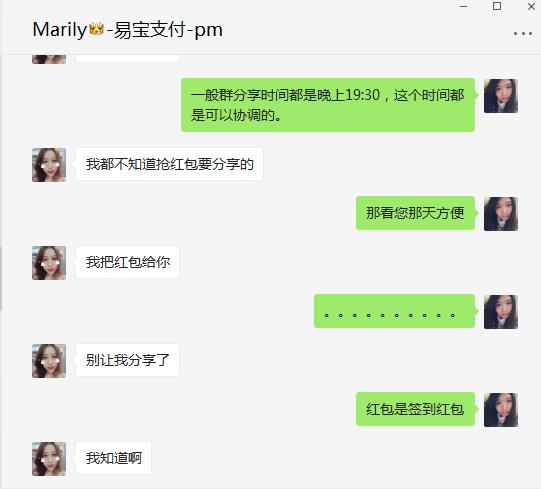 Marily👑-易宝支付-pm
一般群分享时间都是晚上19:30，这个时间都
是可以协调的。
我都不知道抢红包要分享的
那看您那天方便
我把红包给你
。。。。。。。。。。
别让我分享了
红包是签到红包
我知道啊